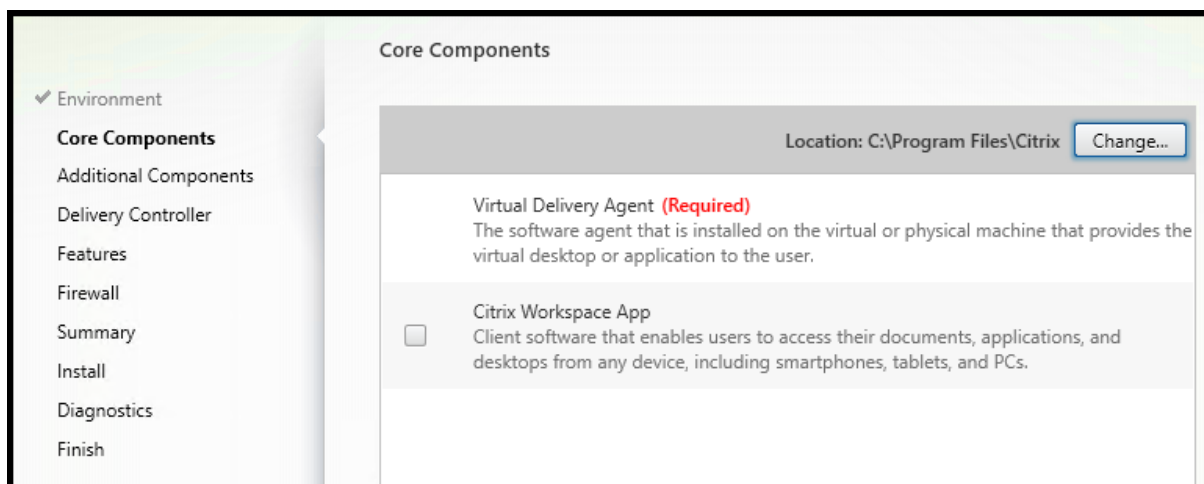 Core Components
Environment
Core Components
Additional Components
Delivery Controller
Features
Firewall
Summary
Install
Diagnostics
Finish
Location: C:\Program Files\Citrix Change...
Virtual Delivery Agent (Required)
The software agent that is installed on the virtual or physical machine that provides the
virtual desktop or application to the user.
Citrix Workspace App
Client software that enables users to access their documents, applications, and
desktops from any device, including smartphones, tablets, and PCs.